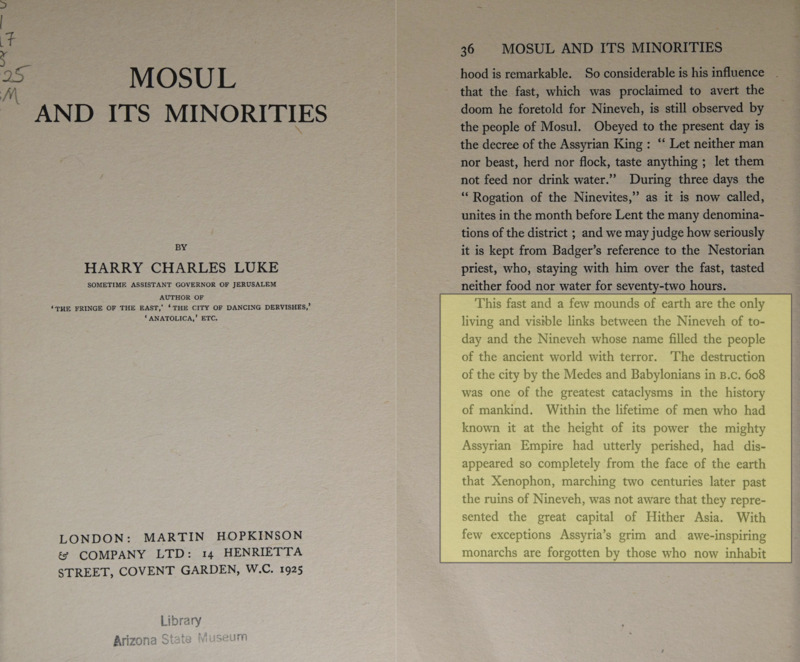 7
25
M
MOSUL
AND ITS MINORITIES
BY
HARRY CHARLES LUKE
SOMETIME ASSISTANT GOVERNOR OF JERUSALEM
AUTHOR OF
‘THE FRINGE OF THE EAST,’ ‘THE CITY OF DANCING DERVISHES,’
‘ANATOLICA,’ ETC.
LONDON: MARTIN HOPKINSON
& COMPANY LTD: 14 HENRIETTA
STREET, COVENT GARDEN, W.C. 1925
Library
Arizona State Museum
36 MOSUL AND ITS MINORITIES
hood is remarkable. So considerable is his influence
that the fast, which was proclaimed to avert the
doom he foretold for Nineveh, is still observed by
the people of Mosul. Obeyed to the present day is
the decree of the Assyrian King : “ Let neither man
nor beast, herd nor flock, taste anything ; let them
not feed nor drink water.” During three days the
“ Rogation of the Ninevites,” as it is now called,
unites in the month before Lent the many denomina-
tions of the district ; and we may judge how seriously
it is kept from Badger’s reference to the Nestorian
priest, who, staying with him over the fast, tasted
neither food nor water for seventy-two hours.
This fast and a few mounds of earth are the only
living and visible links between the Nineveh of to-
day and the Nineveh whose name filled the people
of the ancient world with terror. The destruction
of the city by the Medes and Babylonians in B.C. 608
was one of the greatest cataclysms in the history
of mankind. Within the lifetime of men who had
known it at the height of its power the mighty
Assyrian Empire had utterly perished, had dis-
appeared so completely from the face of the earth
that Xenophon, marching two centuries later past
the ruins of Nineveh, was not aware that they repre-
sented the great capital of Hither Asia. With
few exceptions Assyria’s grim and awe-inspiring
monarchs are forgotten by those who now inhabit